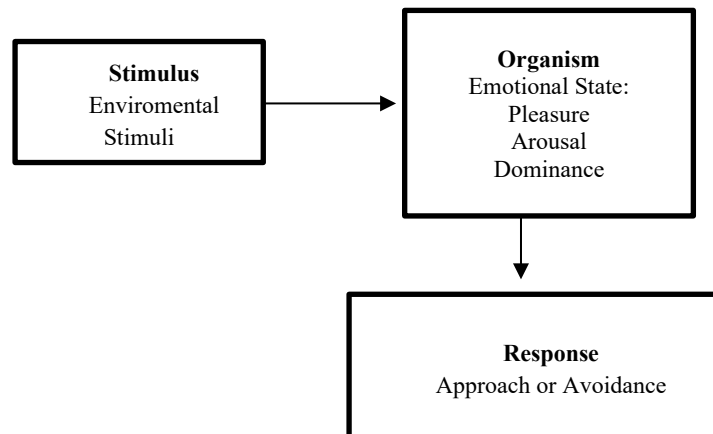 Stimulus
Enviromental
Stimuli
Organism
Emotional State:
Pleasure
Arousal
Dominance
Response
Approach or Avoidance